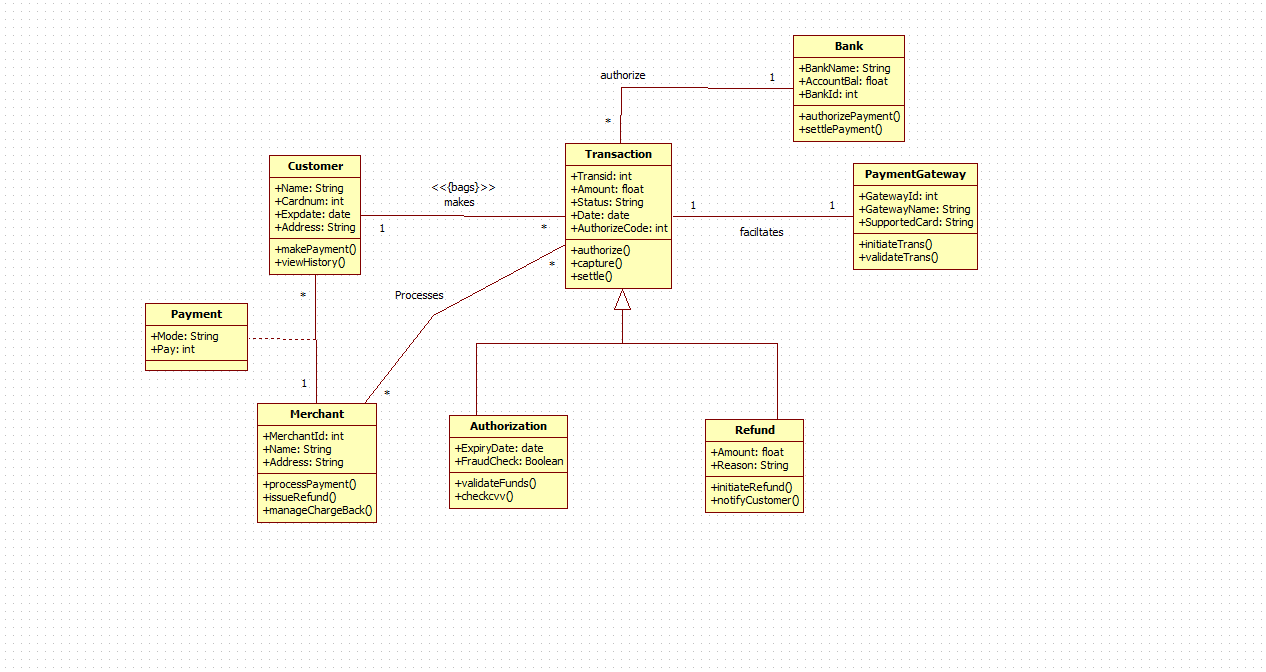 Bank
+BankName: String
+AccountBal: float
+BankId: int
+authorizePayment()
+settlePayment()
authorize
1
*
Transaction
+Transid: int
+Amount: float
+Status: String
+Date: date
+AuthorizeCode: int
+authorize()
+capture()
+settle()
Customer
+Name: String
+Cardnum: int
+Expdate: date
+Address: String
+makePayment()
+viewHistory()
<<{bags}>>
makes
1
*
PaymentGateway
+GatewayId: int
+GatewayName: String
+SupportedCard: String
+initiateTrans()
+validateTrans()
1
1
faciltates
*
Processes
*
*
1
Payment
+Mode: String
+Pay: int
Merchant
+MerchantId: int
+Name: String
+Address: String
+processPayment()
+issueRefund()
+manageChargeBack()
Authorization
+ExpiryDate: date
+FraudCheck: Boolean
+validateFunds()
+checkcvv()
Refund
+Amount: float
+Reason: String
+initiateRefund()
+notifyCustomer()